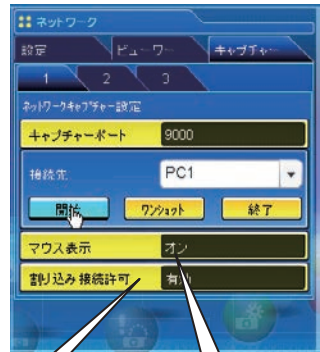 ネットワーク
設定 ビューワー キャプチャー
1 2 3
ネットワークキャプチャー設定
キャプチャーポート 9000
接続先 PC1
開始 ワンショット 終了
マウス表示 オン
割り込み接続許可 有効